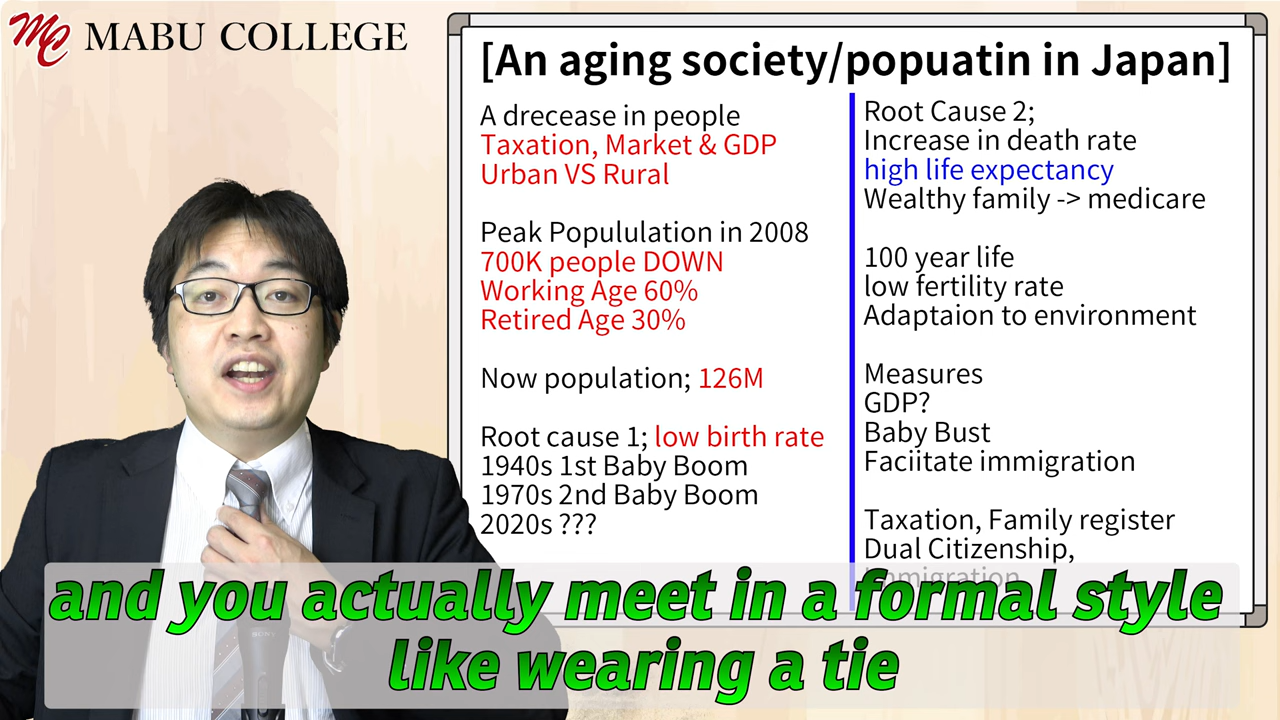 MC MABU COLLEGE
[An aging society/popuatin in Japan]
A drecease in people
Taxation, Market & GDP
Urban VS Rural
Peak Popululation in 2008
700K people DOWN
Working Age 60%
Retired Age 30%
Now population; 126M
Root cause 1; low birth rate
1940s 1st Baby Boom
1970s 2nd Baby Boom
2020s ???
Root Cause 2;
Increase in death rate
high life expectancy
Wealthy family -> medicare
100 year life
low fertility rate
Adaptaion to environment
Measures
GDP?
Baby Bust
Faciitate immigration
Taxation, Family register
Dual Citizenship,
immigration
SONY
and you actually meet in a formal style
like wearing a tie